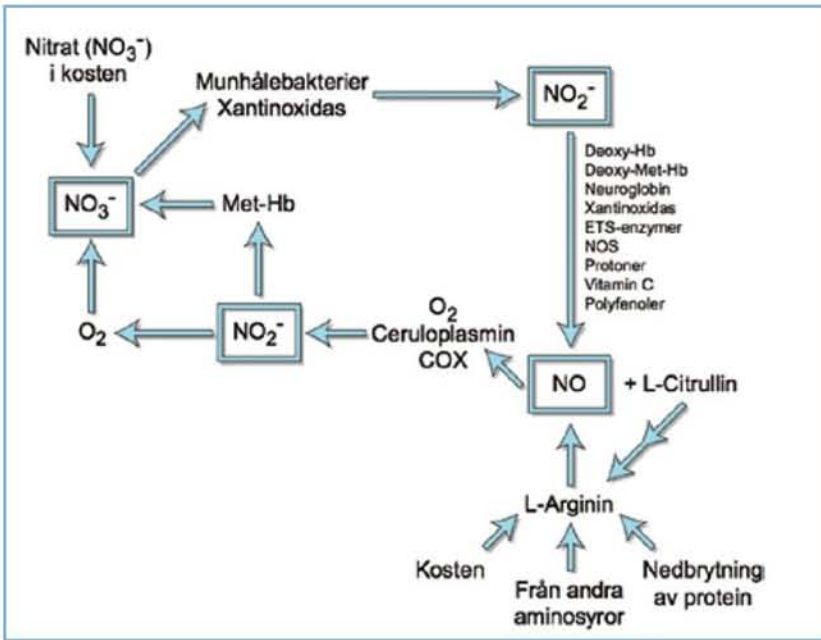 Nitrat (NO₃⁻)
i kosten
Munhålebakterier
Xantinoxidas
NO₂⁻
NO₃⁻
Met-Hb
Deoxy-Hb
Deoxy-Met-Hb
Neuroglobin
Xantinoxidas
ETS-enzymer
NOS
Protoner
Vitamin C
Polyfenoler
O₂
NO₂⁻
O₂
Ceruloplasmin
COX
NO
+ L-Citrullin
L-Arginin
Kosten
Från andra
aminosyror
Nedbrytning
av protein